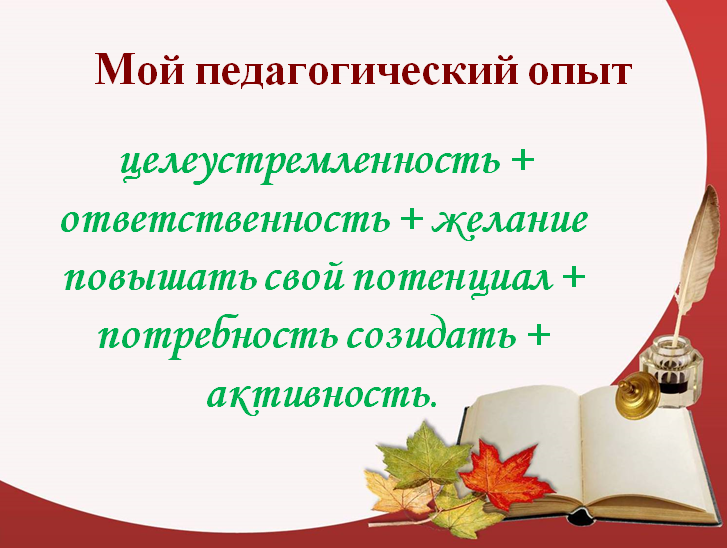 Мой педагогический опыт
целеустремленность +
ответственность + желание
повышать свой потенциал +
потребность созидать +
активность.